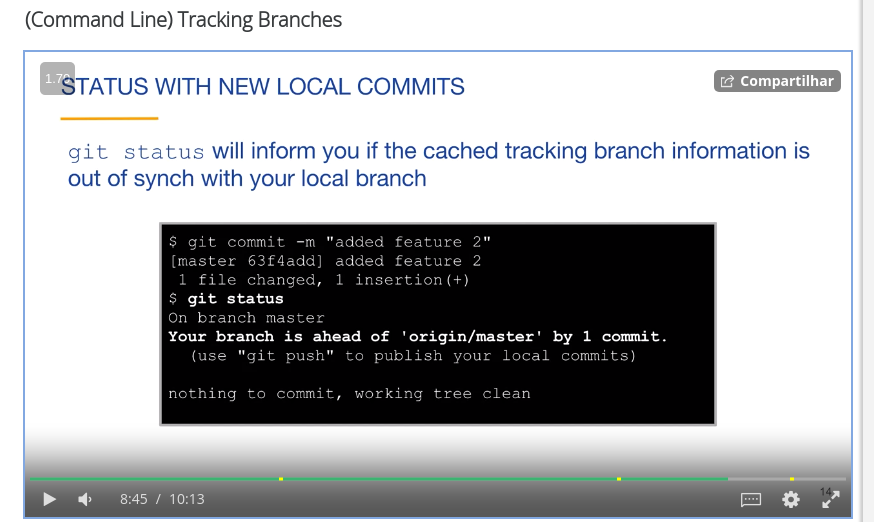 (Command Line) Tracking Branches
1.70
STATUS WITH NEW LOCAL COMMITS
Compartilhar
git status will inform you if the cached tracking branch information is
out of synch with your local branch
$ git commit -m "added feature 2"
[master 63f4add] added feature 2
1 file changed, 1 insertion(+)
$ git status
On branch master
Your branch is ahead of 'origin/master' by 1 commit.
(use "git push" to publish your local commits)
nothing to commit, working tree clean
8:45 / 10:13
14